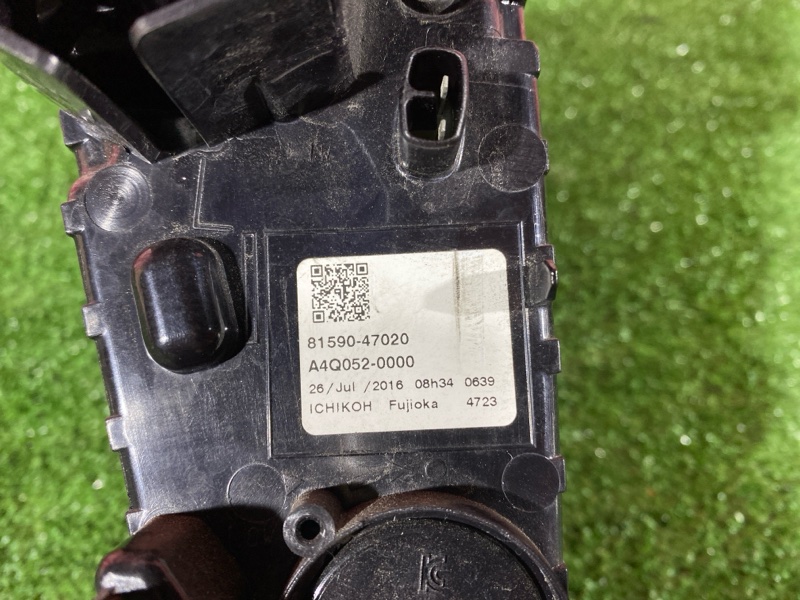 81590-47020
A4Q052-0000
26/Jul /2016 08h34 0639
ICHIKOH Fujioka 4723